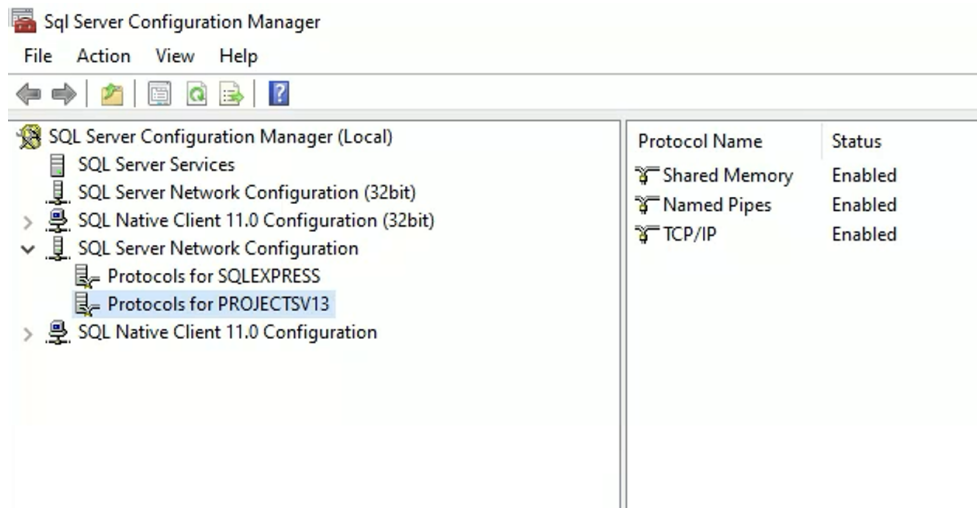 Sql Server Configuration Manager
File Action View Help
SQL Server Configuration Manager (Local)
SQL Server Services
SQL Server Network Configuration (32bit)
SQL Native Client 11.0 Configuration (32bit)
SQL Server Network Configuration
Protocols for SQLEXPRESS
Protocols for PROJECTSV13
SQL Native Client 11.0 Configuration
Protocol Name Status
Shared Memory Enabled
Named Pipes Enabled
TCP/IP Enabled